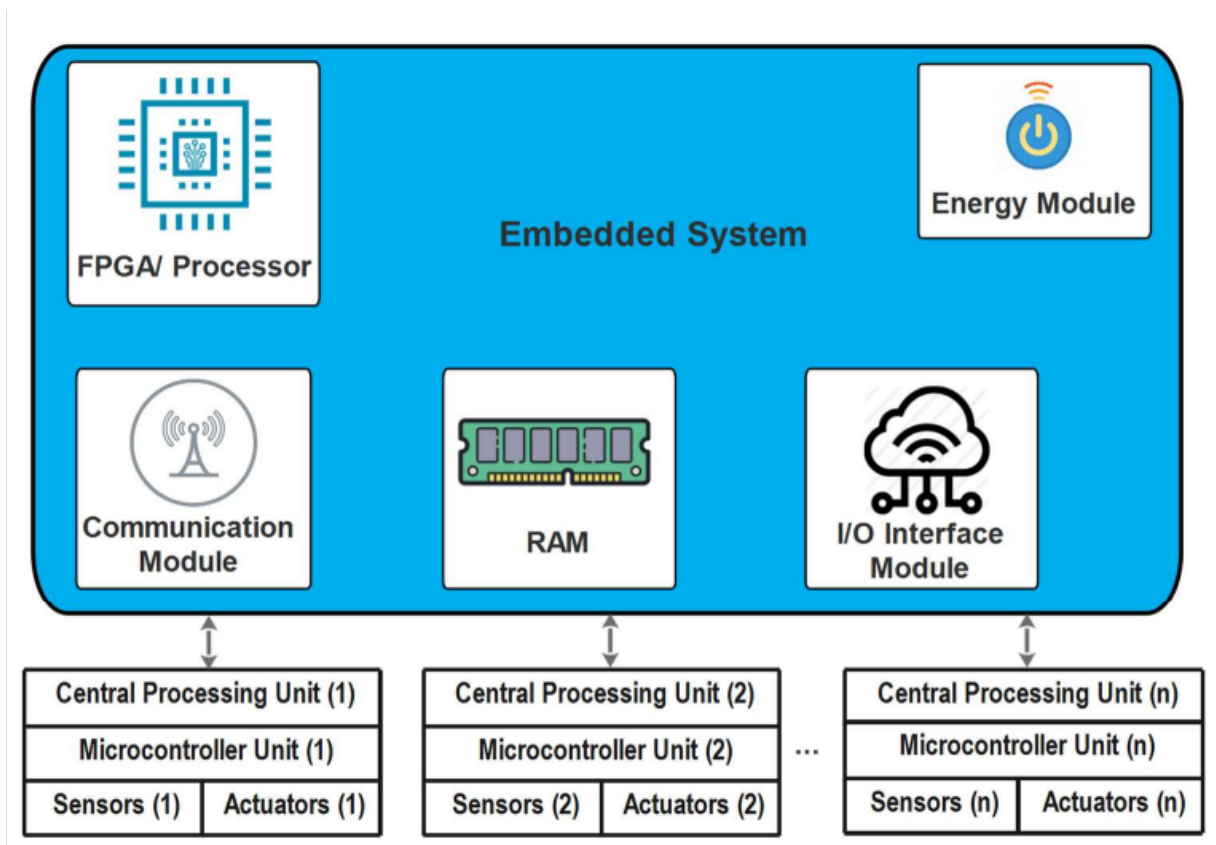 FPGA/ Processor
Embedded System
Energy Module
Communication
Module
RAM
I/O Interface
Module
Central Processing Unit (1)
Microcontroller Unit (1)
Sensors (1)
Actuators (1)
Central Processing Unit (2)
Microcontroller Unit (2)
Sensors (2)
Actuators (2)
...
Central Processing Unit (n)
Microcontroller Unit (n)
Sensors (n)
Actuators (n)